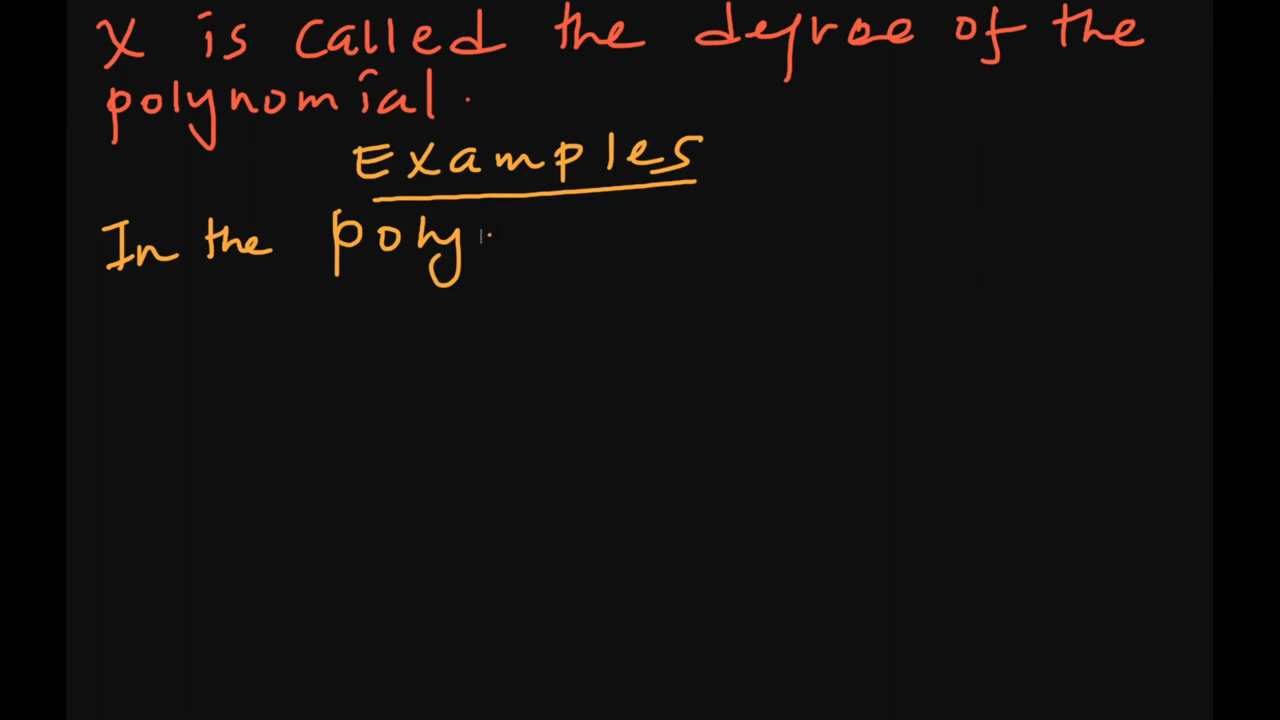 x is called the degree of the
polynomial.
Examples
In the poly